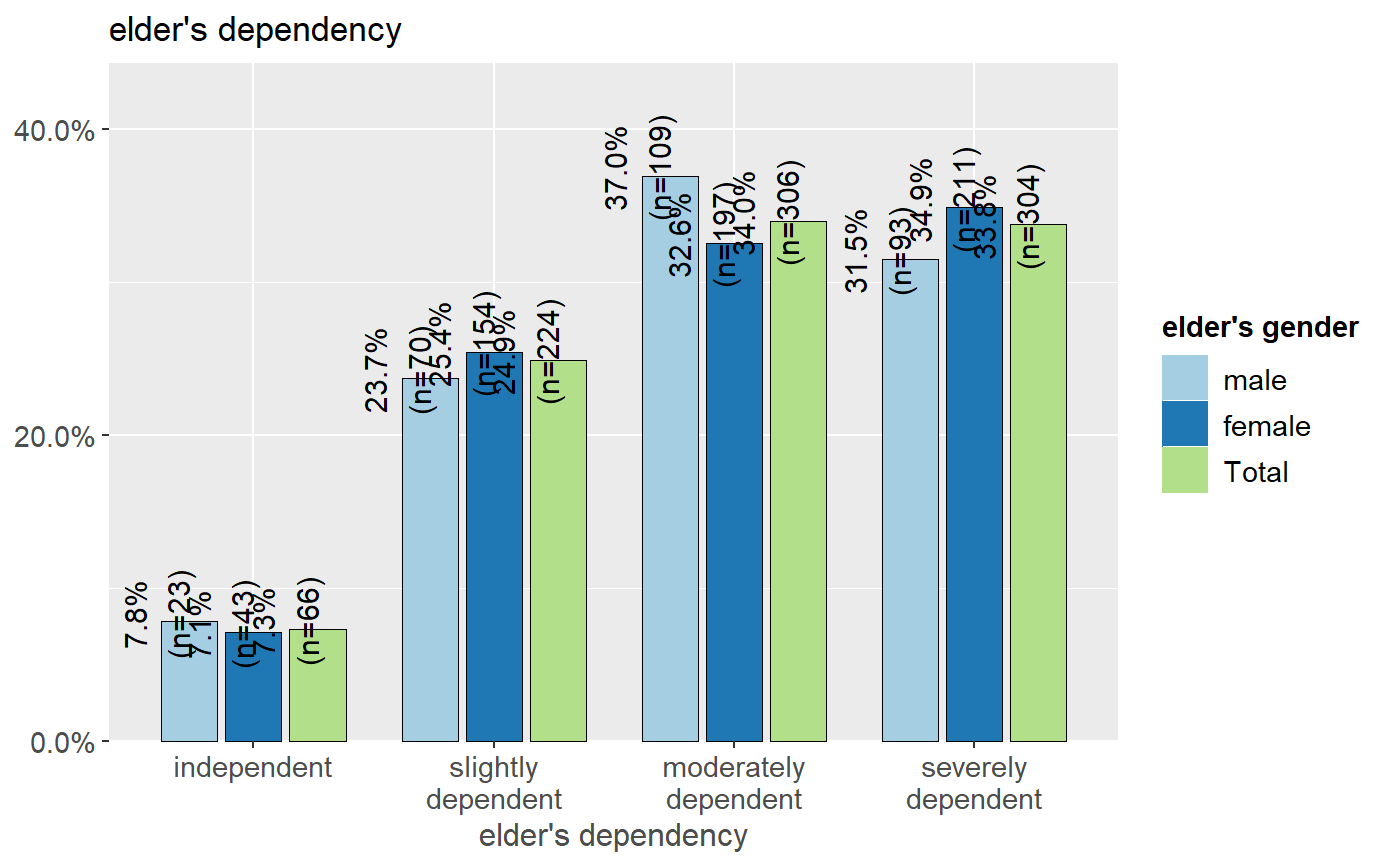 elder's dependency
40.0%
20.0%
0.0%
7.8%
(n=23)
7.1%
(n=43)
7.3%
(n=66)
23.7%
(n=70)
25.4%
(n=154)
24.9%
(n=224)
37.0%
(n=109)
32.6%
(n=197)
34.0%
(n=306)
31.5%
(n=93)
34.9%
(n=211)
33.8%
(n=304)
independent
slightly
dependent
moderately
dependent
severely
dependent
elder's dependency
elder's gender
male
female
Total